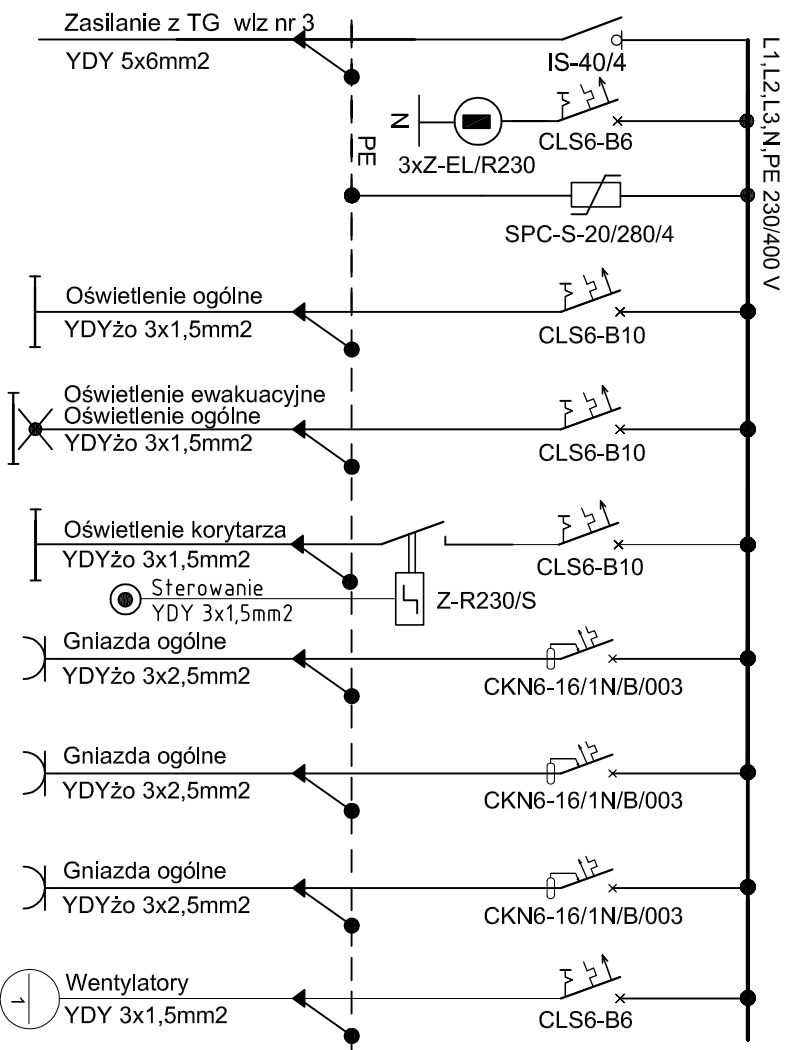 Zasilanie z TG wlz nr 3
YDY 5x6mm2
IS-40/4
L1,L2,L3,N,PE 230/400 V
N
PE
3xZ-EL/R230
CLS6-B6
SPC-S-20/280/4
Oświetlenie ogólne
YDYżo 3x1,5mm2
CLS6-B10
Oświetlenie ewakuacyjne
Oświetlenie ogólne
YDYżo 3x1,5mm2
CLS6-B10
Oświetlenie korytarza
YDYżo 3x1,5mm2
CLS6-B10
Sterowanie
YDY 3x1,5mm2
Z-R230/S
Gniazda ogólne
YDYżo 3x2,5mm2
CKN6-16/1N/B/003
Gniazda ogólne
YDYżo 3x2,5mm2
CKN6-16/1N/B/003
Gniazda ogólne
YDYżo 3x2,5mm2
CKN6-16/1N/B/003
1
Wentylatory
YDY 3x1,5mm2
CLS6-B6